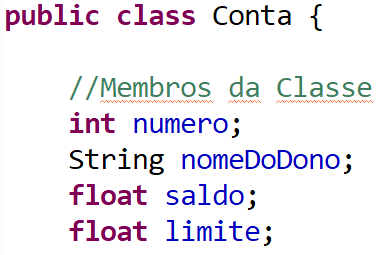 public class Conta {
//Membros da Classe
int numero;
String nomeDoDono;
float saldo;
float limite;